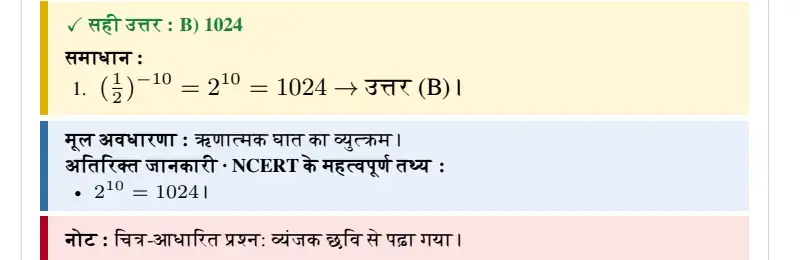 ✓ सही उत्तर : B) 1024
समाधान :
1. (1/2)^−10 = 2^10 = 1024 → उत्तर (B)।
मूल अवधारणा : ऋणात्मक घात का व्युत्क्रम।
अतिरिक्त जानकारी · NCERT के महत्वपूर्ण तथ्य :
• 2^10 = 1024।
नोट : चित्र-आधारित प्रश्न: व्यंजक छवि से पढ़ा गया।